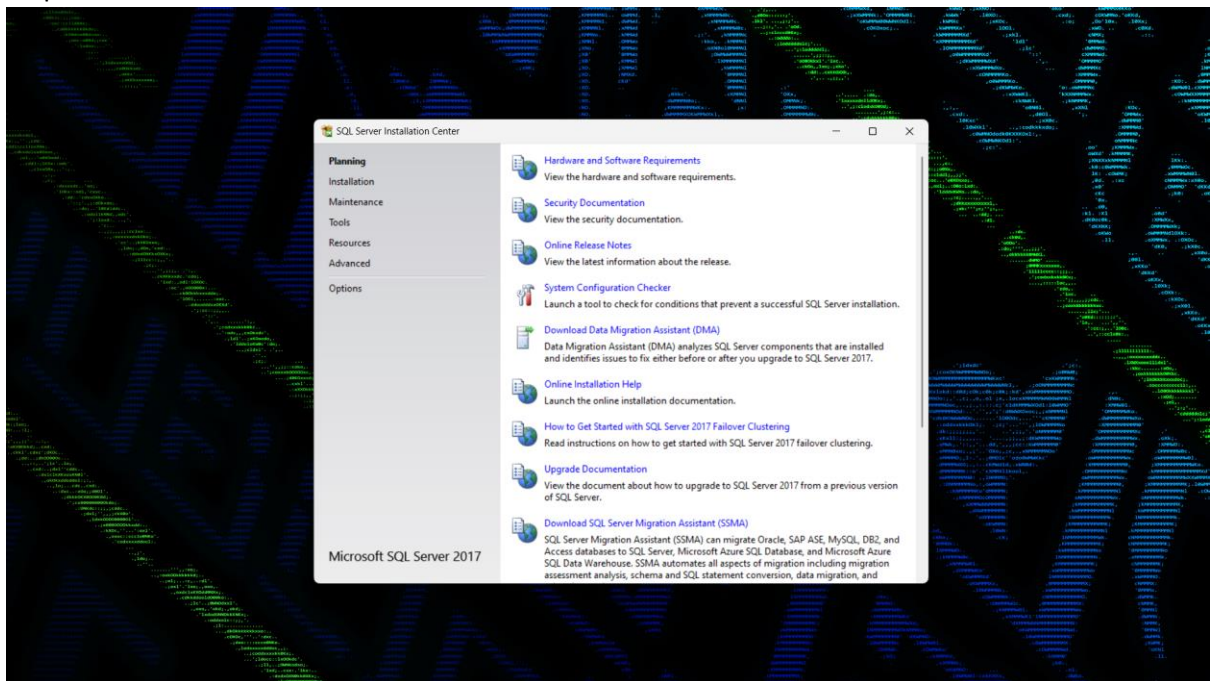 SQL Server Installation Center
Planning
Installation
Maintenance
Tools
Resources
Advanced
Options
Microsoft SQL Server 2017
Hardware and Software Requirements
View the hardware and software requirements.
Security Documentation
View the security documentation.
Online Release Notes
View the latest information about the release.
System Configuration Checker
Launch a tool to check for conditions that prevent a successful SQL Server installation.
Download Data Migration Assistant (DMA)
Data Migration Assistant (DMA) analyzes SQL Server components that are installed
and identifies issues to fix either before or after you upgrade to SQL Server 2017.
Online Installation Help
Launch the online installation documentation.
How to Get Started with SQL Server 2017 Failover Clustering
Read instructions on how to get started with SQL Server 2017 failover clustering.
Upgrade Documentation
View the document about how to upgrade to SQL Server 2017 from a previous version
of SQL Server.
Download SQL Server Migration Assistant (SSMA)
SQL Server Migration Assistant (SSMA) can migrate Oracle, SAP ASE, MySQL, DB2, and
Access databases to SQL Server, Microsoft Azure SQL Database, and Microsoft Azure
SQL Data Warehouse. SSMA automates all aspects of migration including migration
assessment analysis, schema and SQL statement conversion, data migration, and